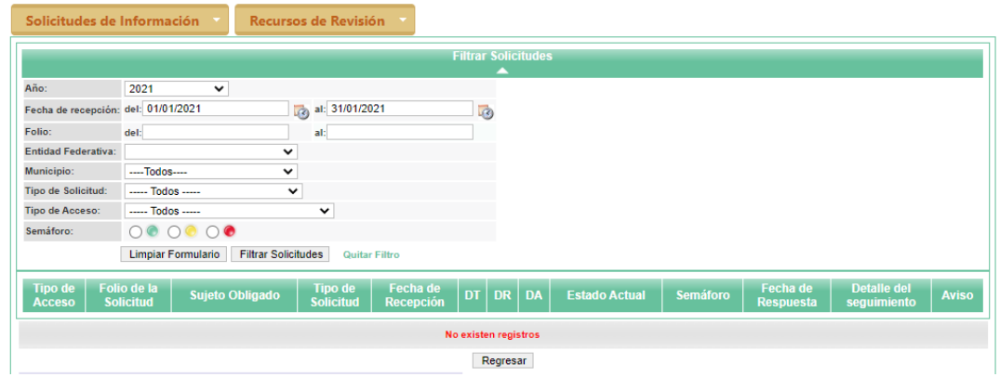 Solicitudes de Información Recursos de Revisión
Filtrar Solicitudes
Año: 2021
Fecha de recepción: del: 01/01/2021 al: 31/01/2021
Folio: del: al:
Entidad Federativa:
Municipio: ----Todos----
Tipo de Solicitud: ----- Todos -----
Tipo de Acceso: ----- Todos -----
Semáforo:
Limpiar Formulario Filtrar Solicitudes Quitar Filtro
Tipo de Acceso Folio de la Solicitud Sujeto Obligado Tipo de Solicitud Fecha de Recepción DT DR DA Estado Actual Semáforo Fecha de Respuesta Detalle del seguimiento Aviso
No existen registros
Regresar